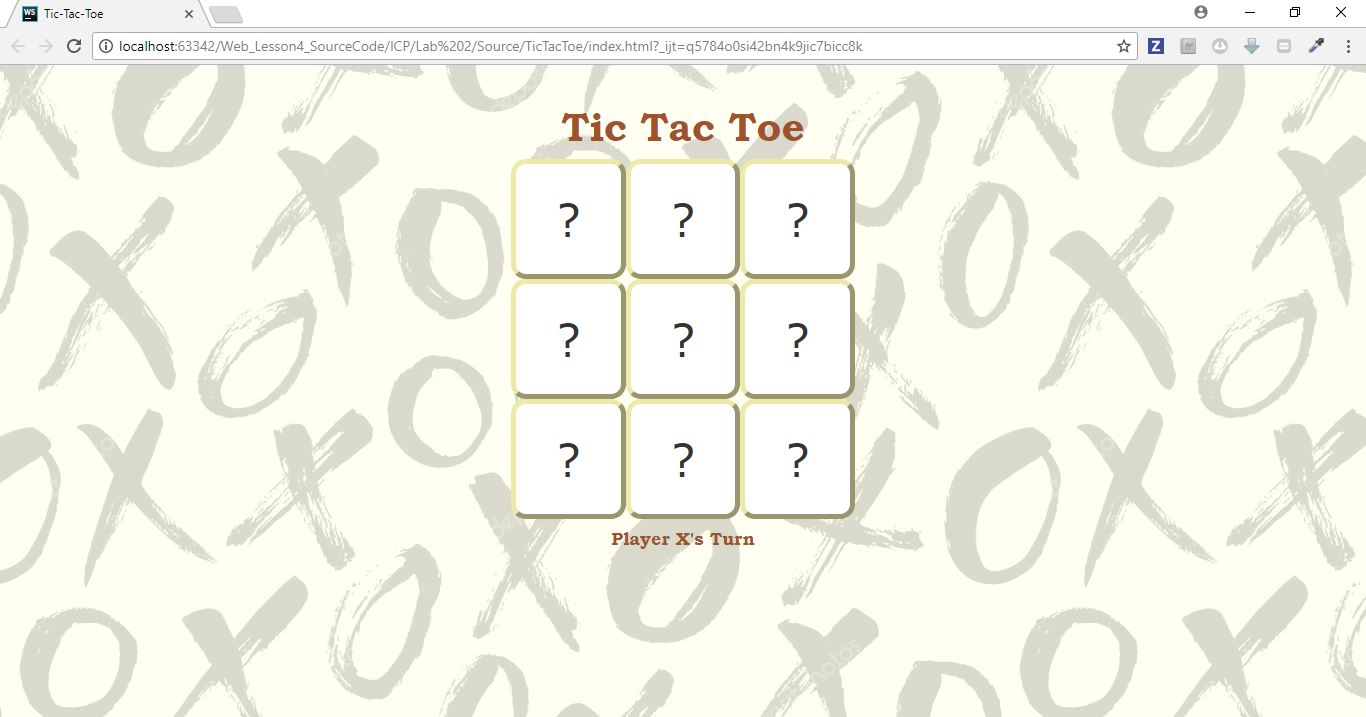 WS Tic-Tac-Toe
localhost:63342/Web_Lesson4_SourceCode/ICP/Lab%202/Source/TicTacToe/index.html?_ijt=q5784o0si42bn4k9jic7bicc8k
Z
Tic Tac Toe
? ? ?
? ? ?
? ? ?
Player X's Turn